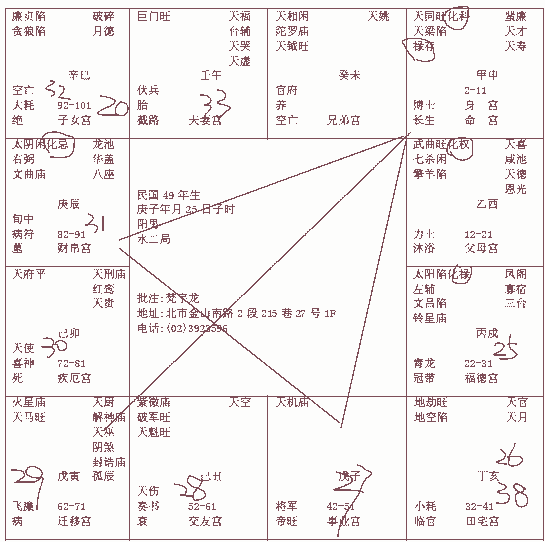 廉贞陷 破碎
贪狼陷 月德
辛巳
空亡 32
大耗 92-101 20
绝 子女宫
巨门旺 天福
台辅
天哭
天虚
壬午
伏兵
胎 33
截路 夫妻宫
天相闲 天姚
陀罗庙
天钺旺
癸未
官府
养
空亡 兄弟宫
天同旺化科 蜚廉
天梁陷 天才
禄存 天寿
甲申
2-11
博士 身 宫
长生 命 宫
太阴闲化忌 龙池
右弼 华盖
文曲庙 八座
庚辰
旬中
病符 82-91 31
墓 财帛宫
民国 49 年生
庚子年月 25 日子时
阳男
水二局
批注:梵宝龙
地址:北市金山南路 2 段 215 巷 27 号 1F
电话:(02)3923596
武曲旺化权 天喜
七杀闲 咸池
擎羊陷 天德
恩光
乙酉
力士 12-21
沐浴 父母宫
天府平 天刑庙
红鸾
天贵
己卯
天使 30
喜神 72-81
死 疾厄宫
太阳陷化禄 凤阁
左辅 寡宿
文昌陷 三台
铃星庙
丙戌
25
青龙 22-31
冠带 福德宫
火星庙 天厨
天马旺 解神庙
天巫
阴煞
封诰庙
孤辰
29 戊寅
飞廉 62-71
病 迁移宫
紫微庙 天空
破军旺
天魁旺
己丑
天伤 28
奏书 52-61
衰 交友宫
天机庙
戊子
27
将军 42-51
帝旺 事业宫
地劫旺 天官
地空陷 天月
26
丁亥
38
小耗 32-41
临官 田宅宫